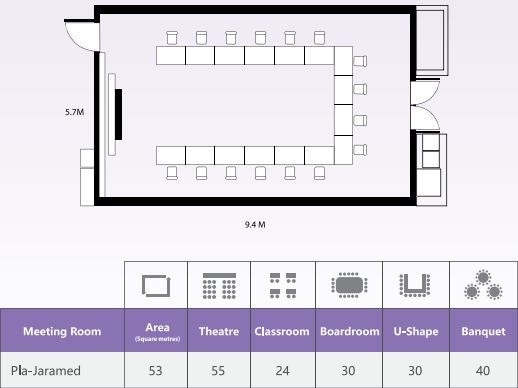 5.7M
9.4 M
Meeting Room Area (Square metres) Theatre Classroom Boardroom U-Shape Banquet
Pla-Jaramed 53 55 24 30 30 40